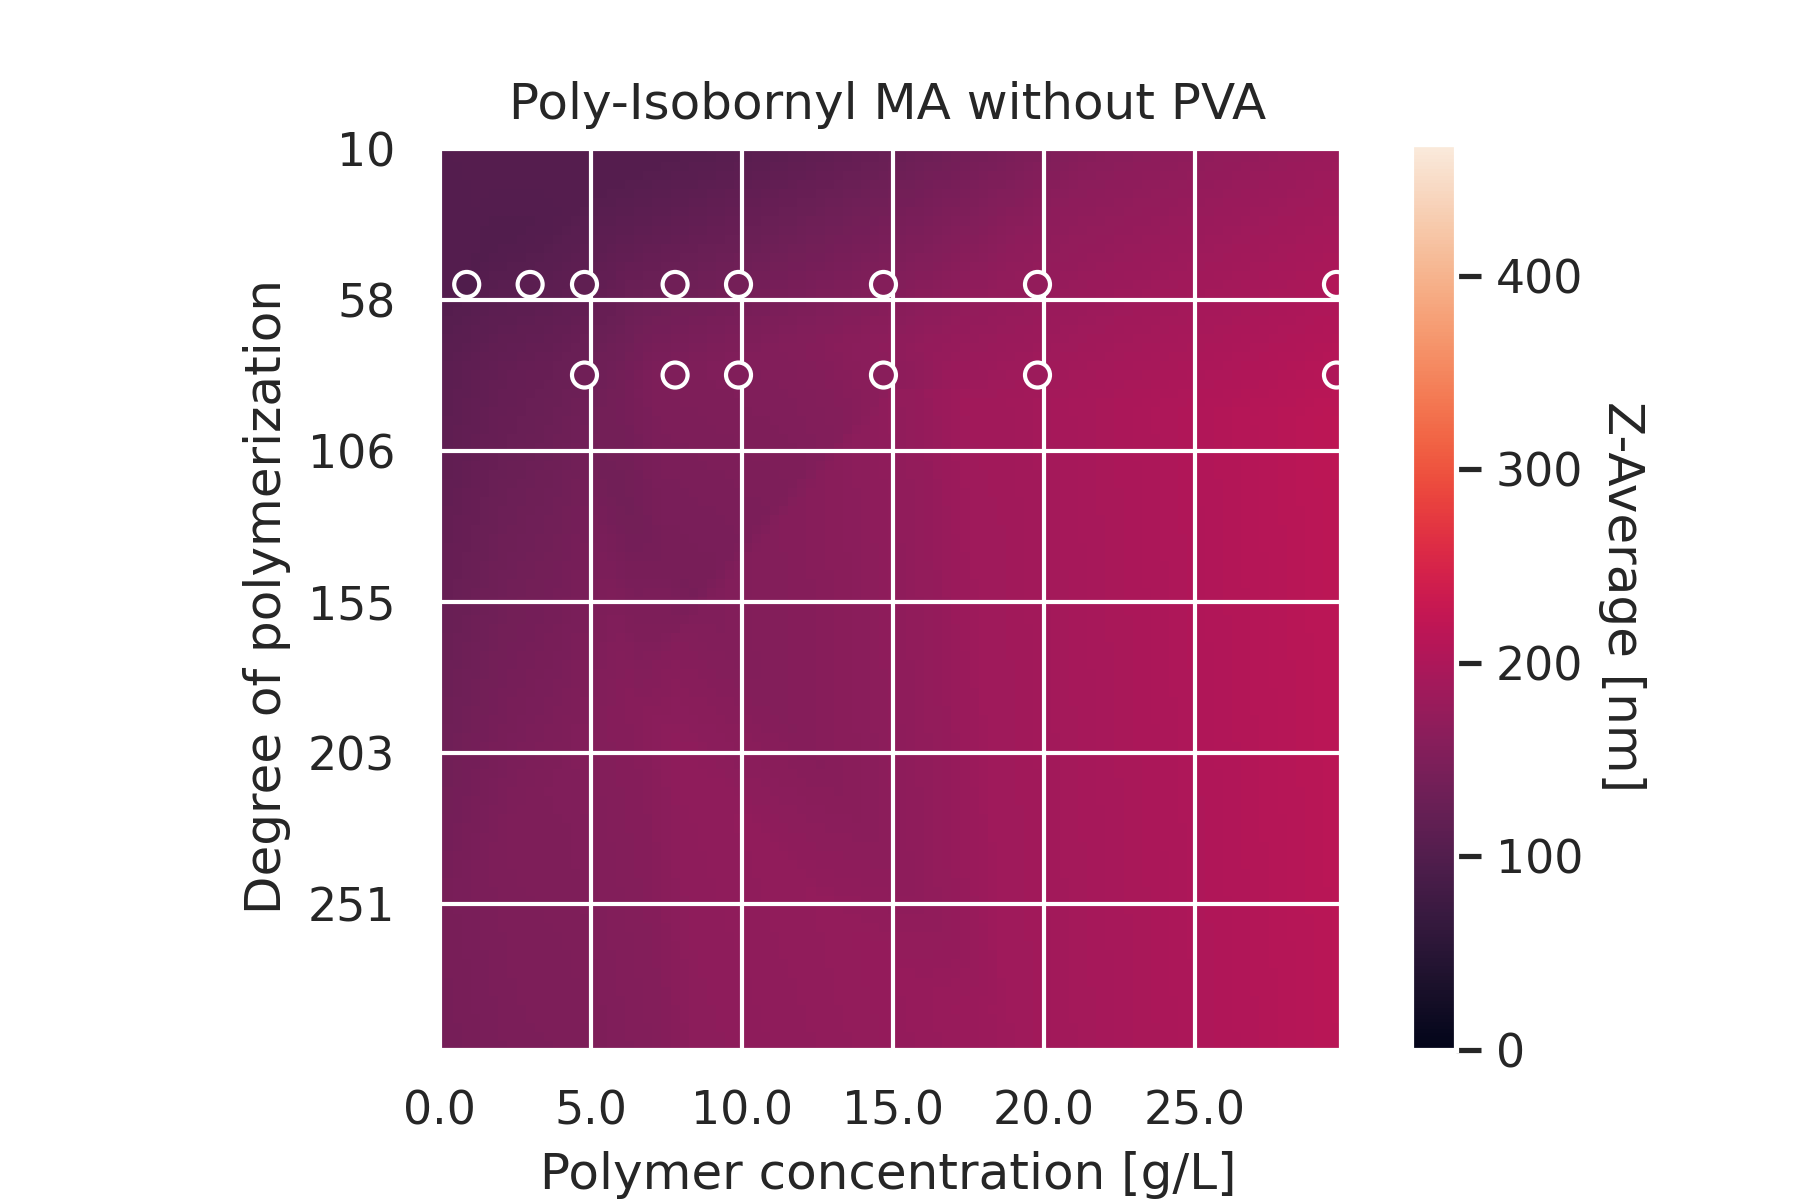 Poly-Isobornyl MA without PVA
10
58
106
155
203
251
Degree of polymerization
0.0 5.0 10.0 15.0 20.0 25.0
Polymer concentration [g/L]
400
300
200
100
0
Z-Average [nm]